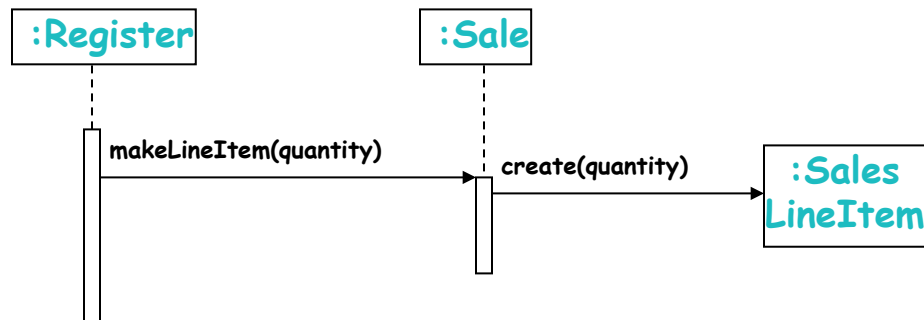 :Register
:Sale
makeLineItem(quantity)
create(quantity)
:Sales
LineItem